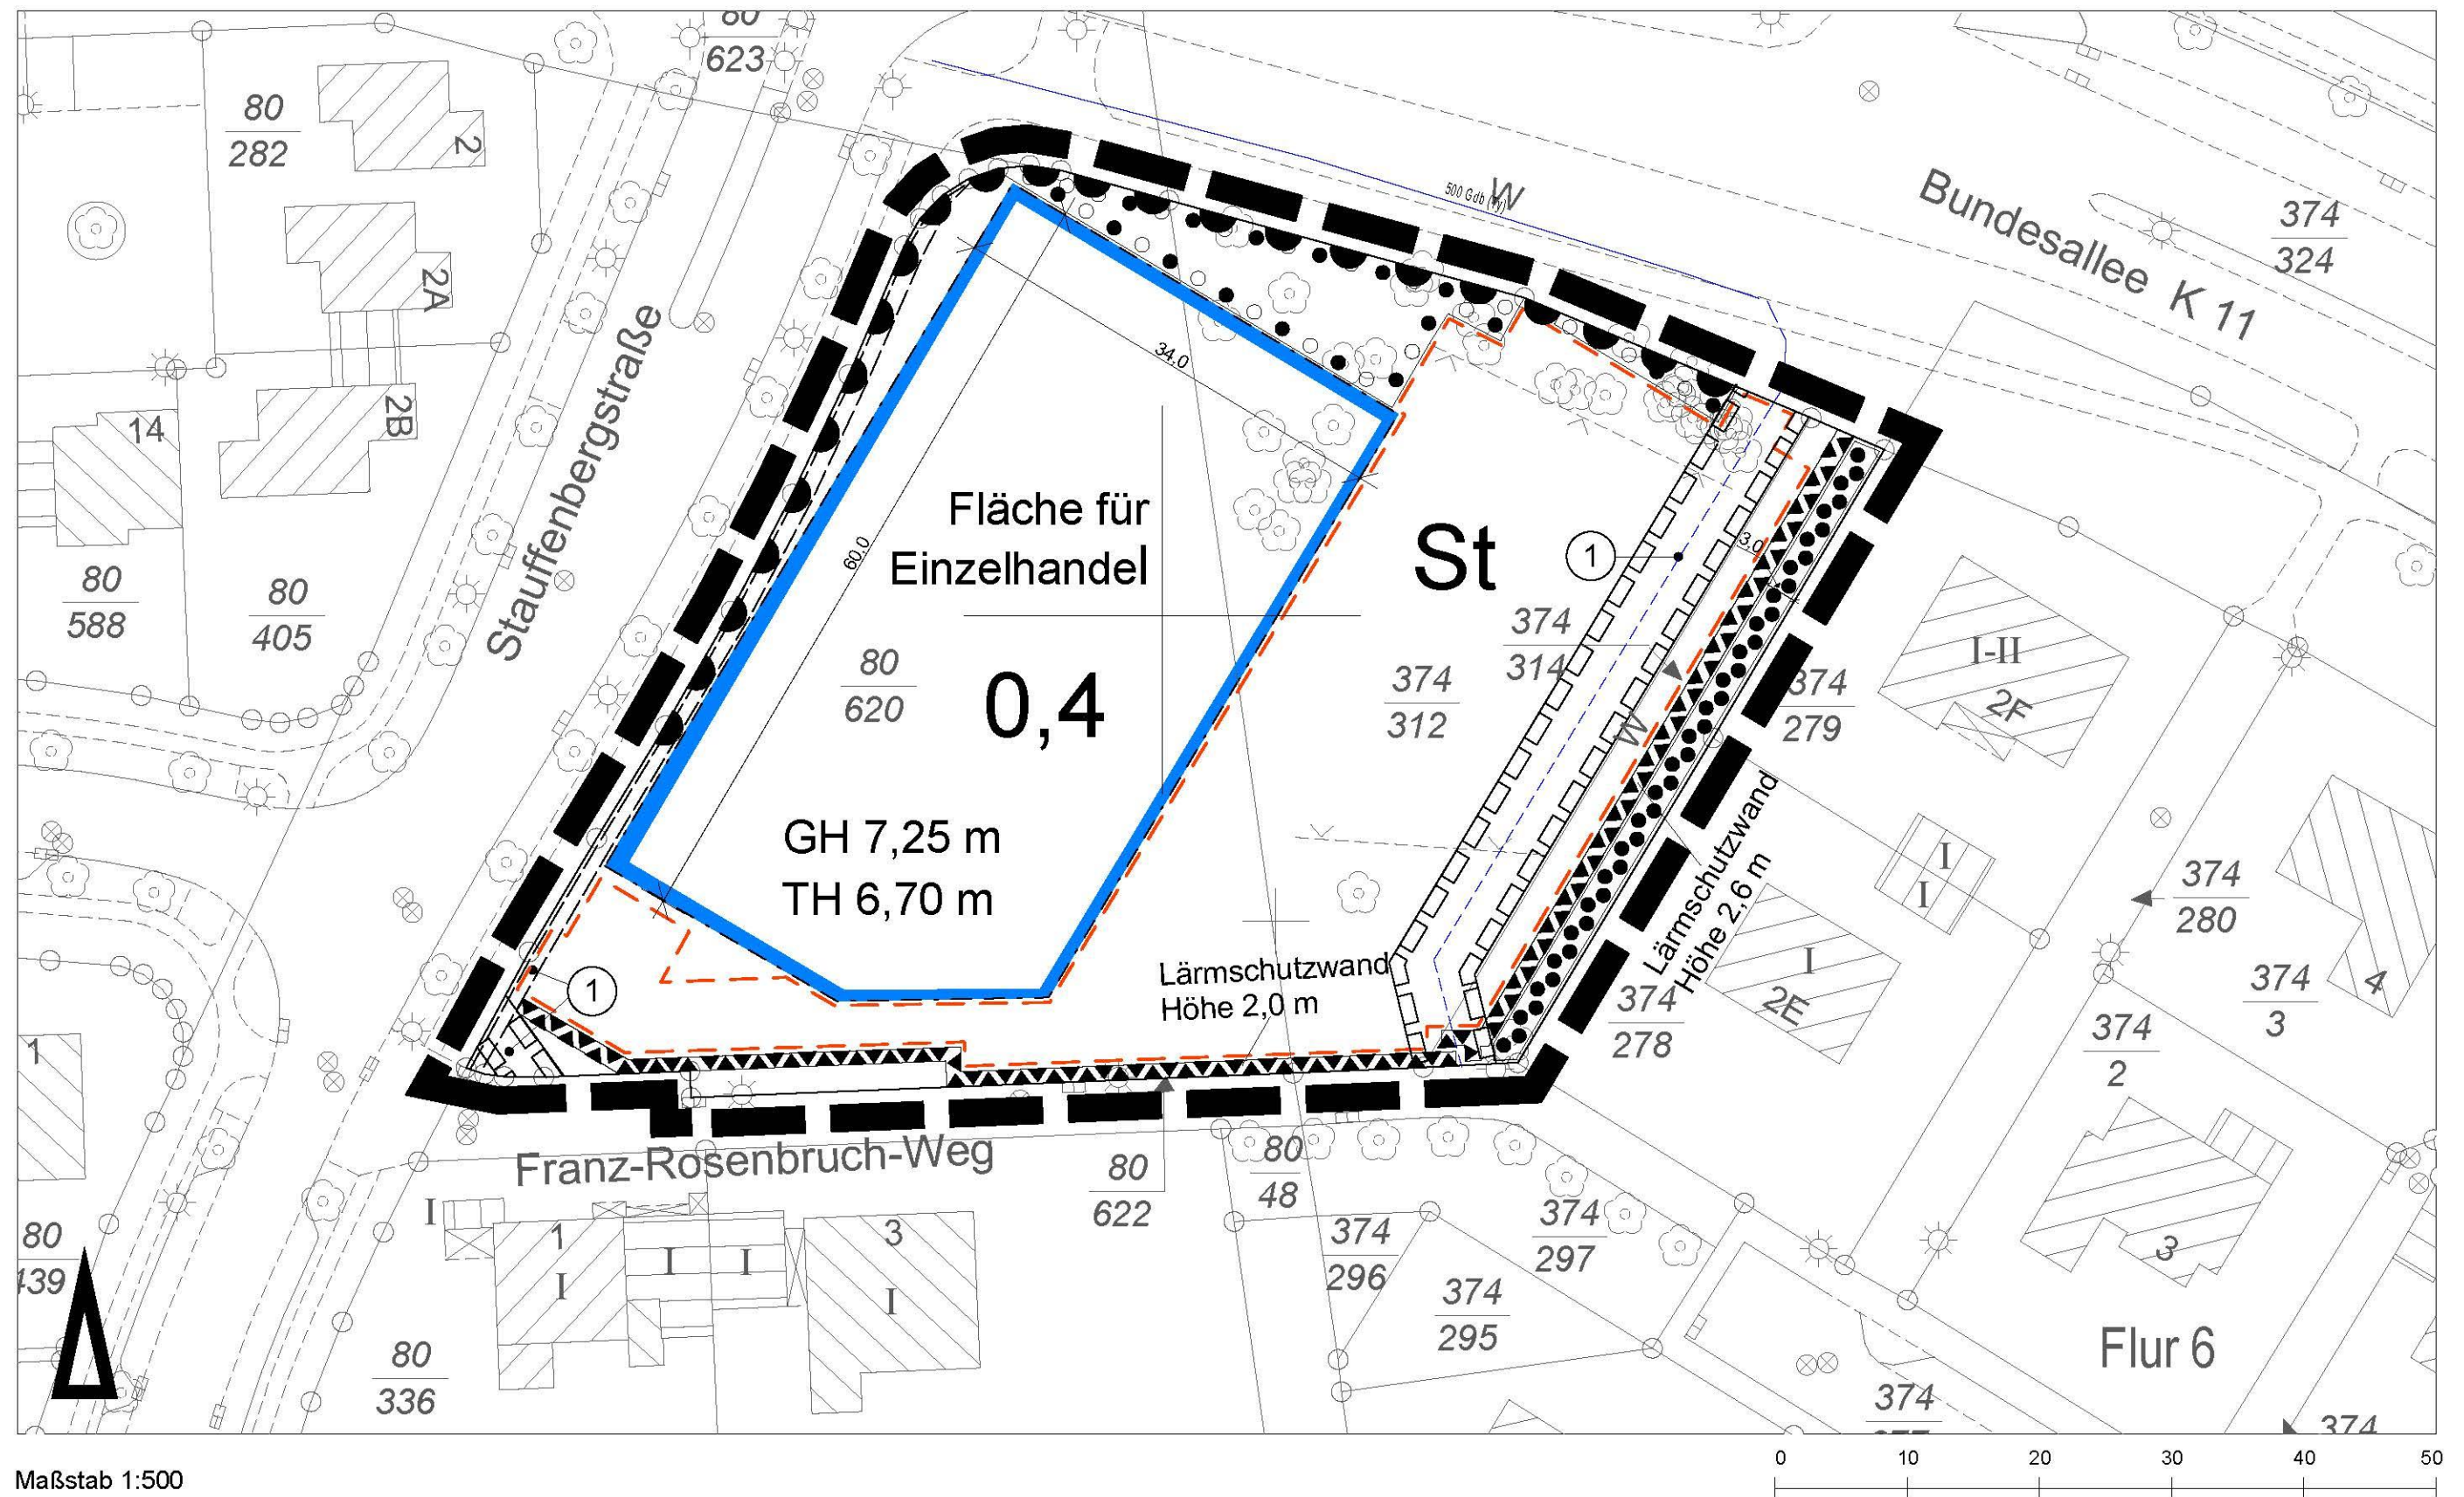 80
623
80
282
2
2A
2B
14
80
588
80
405
Stauffenbergstraße
500 Gdb
W
Bundesallee K 11
374
324
34,0
60,0
Fläche für
Einzelhandel
80
620
0,4
GH 7,25 m
TH 6,70 m
St
1
3,0
374
314
374
312
W
374
279
I-II
2F
Lärmschutzwand
Höhe 2,6 m
Lärmschutzwand
Höhe 2,0 m
I
I
I
2E
374
280
374
3
4
374
278
374
2
1
1
Franz-Rosenbruch-Weg
80
622
80
48
374
296
374
297
374
295
I
1
I
I
I
3
I
80
439
80
336
3
Flur 6
374
374
Maßstab 1:500
0 10 20 30 40 50